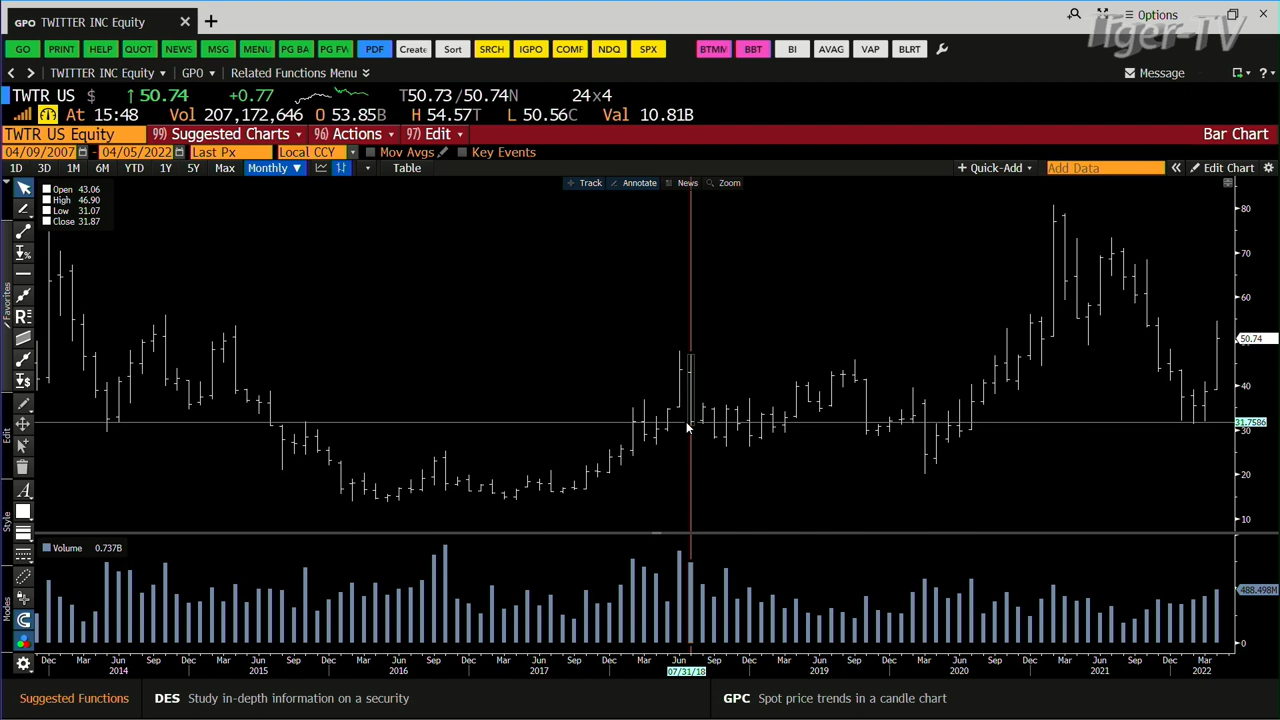 GPO TWITTER INC Equity
Options
Tiger-TV
GO PRINT HELP QUOT NEWS MSG MENU PG BA PG FW PDF Create Sort SRCH IGPO COMF NDQ SPX BTMM BBT BI AVAG VAP BLRT
TWITTER INC Equity GPO Related Functions Menu Message ?
TWTR US $ ↑50.74 +0.77 T50.73/50.74N 24x4
At 15:48 Vol 207,172,646 O 53.85B H 54.57T L 50.56C Val 10.81B
TWTR US Equity 99) Suggested Charts 96) Actions 97) Edit Bar Chart
04/09/2007 - 04/05/2022 Last Px Local CCY Mov Avgs Key Events
1D 3D 1M 6M YTD 1Y 5Y Max Monthly ▼ Table + Quick-Add Add Data « Edit Chart
Track Annotate News Zoom
Open 43.06
High 46.90
Low 31.07
Close 31.87
80
70
60
50.74
40
31.7586
30
20
10
Favorites
Edit
Style
Modes
Volume 0.737B
488.498M
0
Dec Mar Jun Sep Dec Mar Jun Sep Dec Mar Jun Sep Dec Mar Jun Sep Dec Mar Jun Sep Dec Mar Jun Sep Dec Mar Jun Sep Dec Mar Jun Sep Dec Mar
2014 2015 2016 2017 07/31/18 2019 2020 2021 2022
Suggested Functions DES Study in-depth information on a security GPC Spot price trends in a candle chart